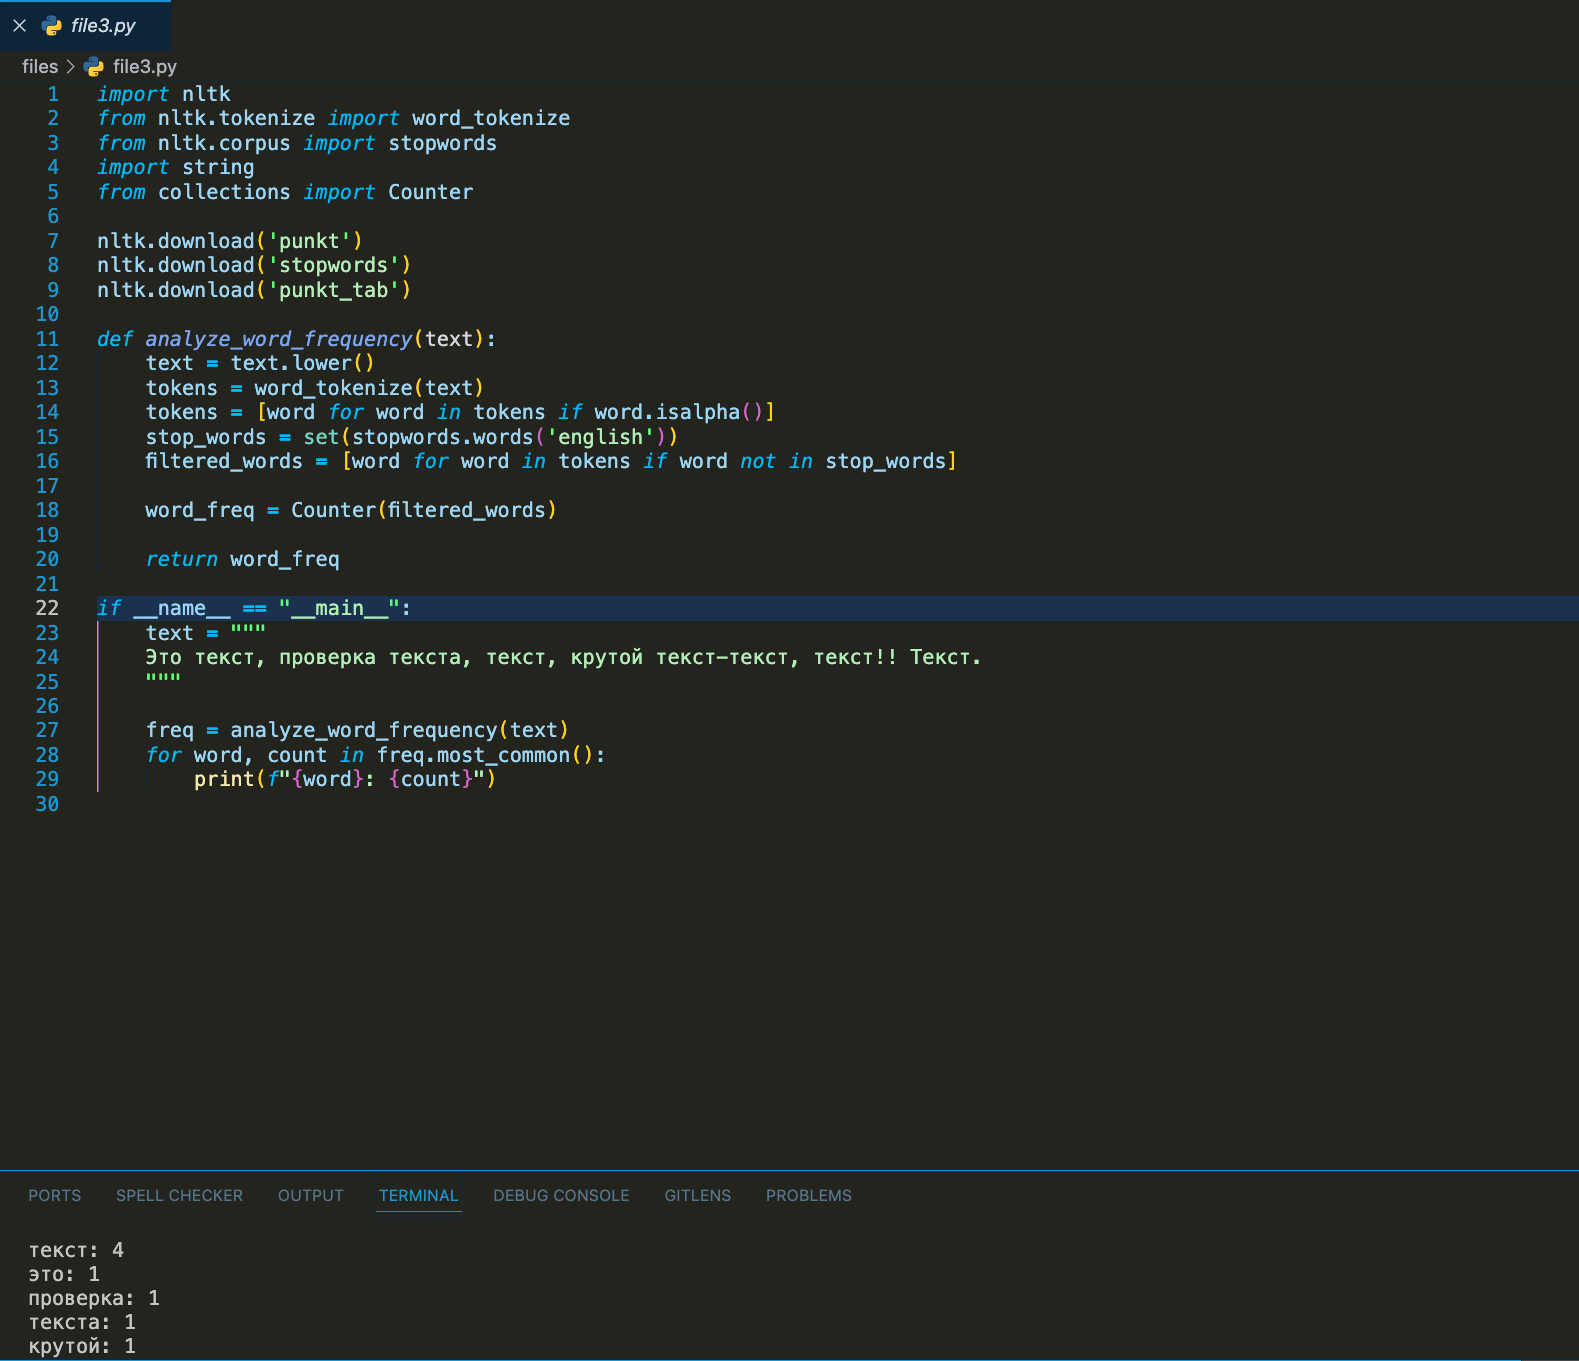 file3.py
files > file3.py
1 import nltk
2 from nltk.tokenize import word_tokenize
3 from nltk.corpus import stopwords
4 import string
5 from collections import Counter
6
7 nltk.download('punkt')
8 nltk.download('stopwords')
9 nltk.download('punkt_tab')
10
11 def analyze_word_frequency(text):
12     text = text.lower()
13     tokens = word_tokenize(text)
14     tokens = [word for word in tokens if word.isalpha()]
15     stop_words = set(stopwords.words('english'))
16     filtered_words = [word for word in tokens if word not in stop_words]
17
18     word_freq = Counter(filtered_words)
19
20     return word_freq
21
22 if __name__ == "__main__":
23     text = """
24     Это текст, проверка текста, текст, крутой текст-текст, текст!! Текст.
25     """
26
27     freq = analyze_word_frequency(text)
28     for word, count in freq.most_common():
29         print(f"{word}: {count}")
30
PORTS SPELL CHECKER OUTPUT TERMINAL DEBUG CONSOLE GITLENS PROBLEMS
текст: 4
это: 1
проверка: 1
текста: 1
крутой: 1